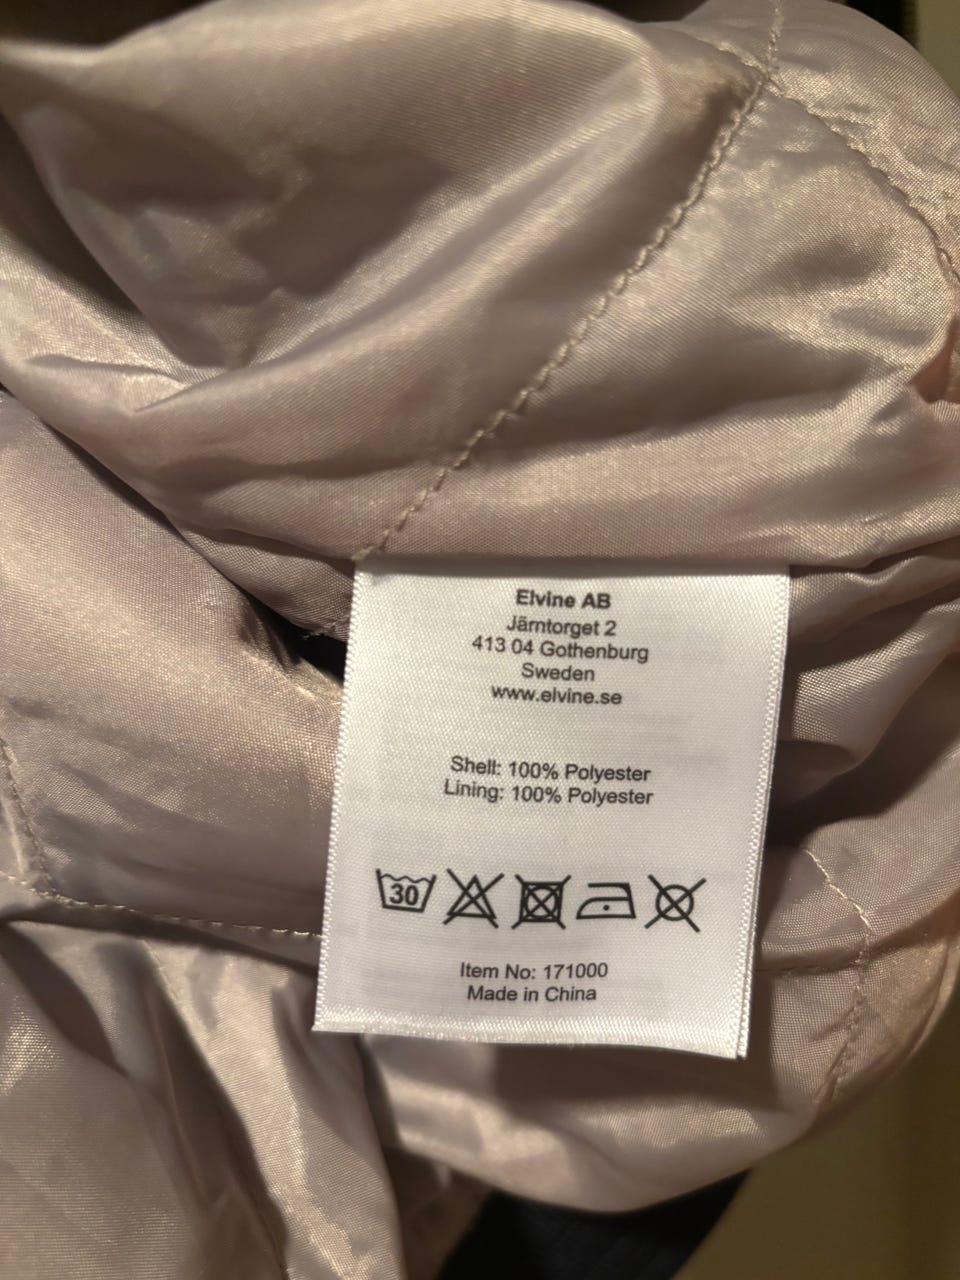 Elvine AB
Järntorget 2
413 04 Gothenburg
Sweden
www.elvine.se
Shell: 100% Polyester
Lining: 100% Polyester
30
Item No: 171000
Made in China